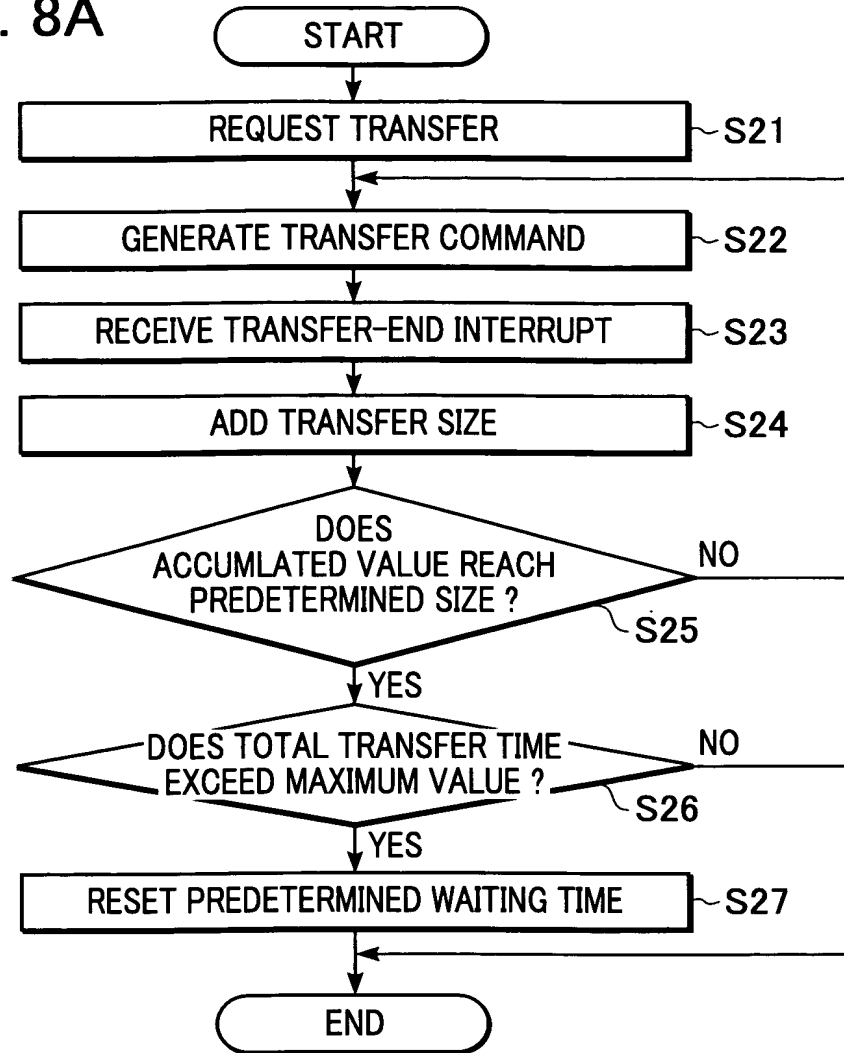 . 8A
START
REQUEST TRANSFER
S21
GENERATE TRANSFER COMMAND
S22
RECEIVE TRANSFER-END INTERRUPT
S23
ADD TRANSFER SIZE
S24
DOES
ACCUMLATED VALUE REACH
PREDETERMINED SIZE ?
NO
S25
YES
DOES TOTAL TRANSFER TIME
EXCEED MAXIMUM VALUE ?
NO
S26
YES
RESET PREDETERMINED WAITING TIME
S27
END